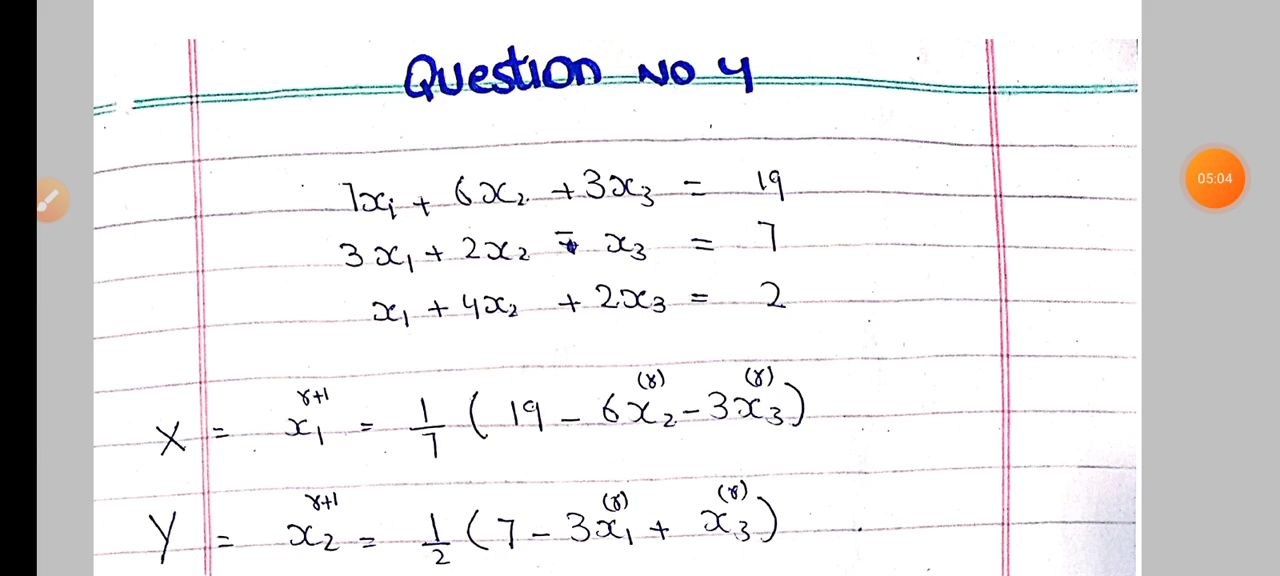 Question No 4
7x₁ + 6x₂ + 3x₃ = 19
3x₁ + 2x₂ - x₃ = 7
x₁ + 4x₂ + 2x₃ = 2
X = x₁^(r+1) = 1/7 (19 - 6x₂^(r) - 3x₃^(r))
Y = x₂^(r+1) = 1/2 (7 - 3x₁^(r) + x₃^(r))
05:04